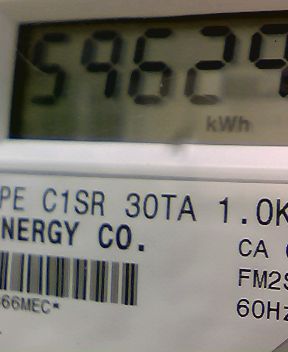 59629
kWh
PE C1SR 30TA 1.0K
NERGY CO.
CA
FM2S
66MEC*
60Hz